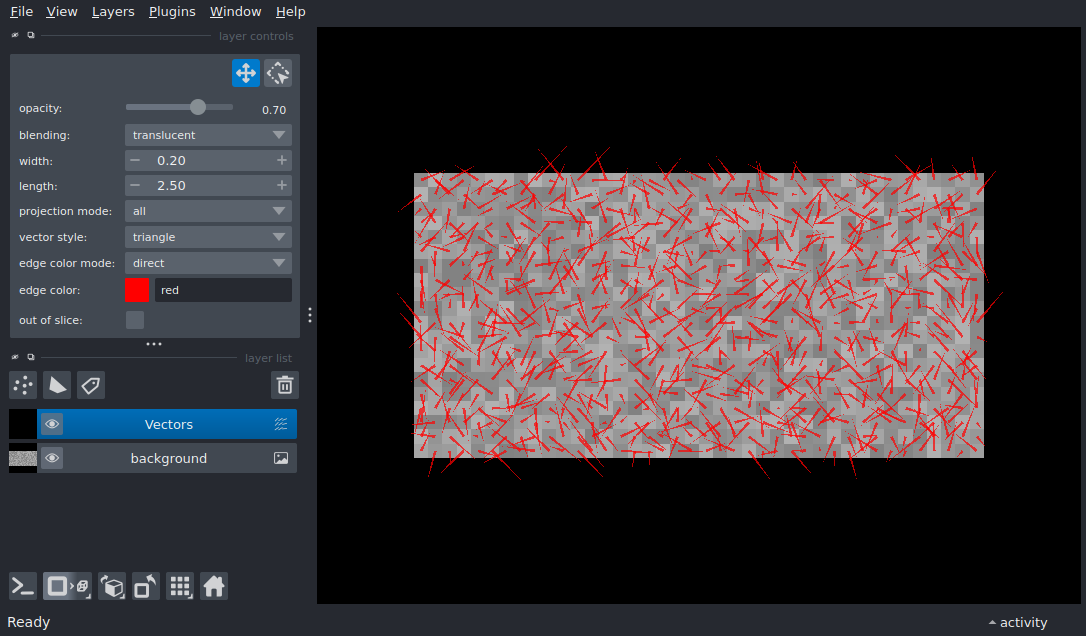 File View Layers Plugins Window Help
layer controls
opacity: 0.70
blending: translucent
width: 0.20
length: 2.50
projection mode: all
vector style: triangle
edge color mode: direct
edge color: red
out of slice:
layer list
Vectors
background
Ready activity